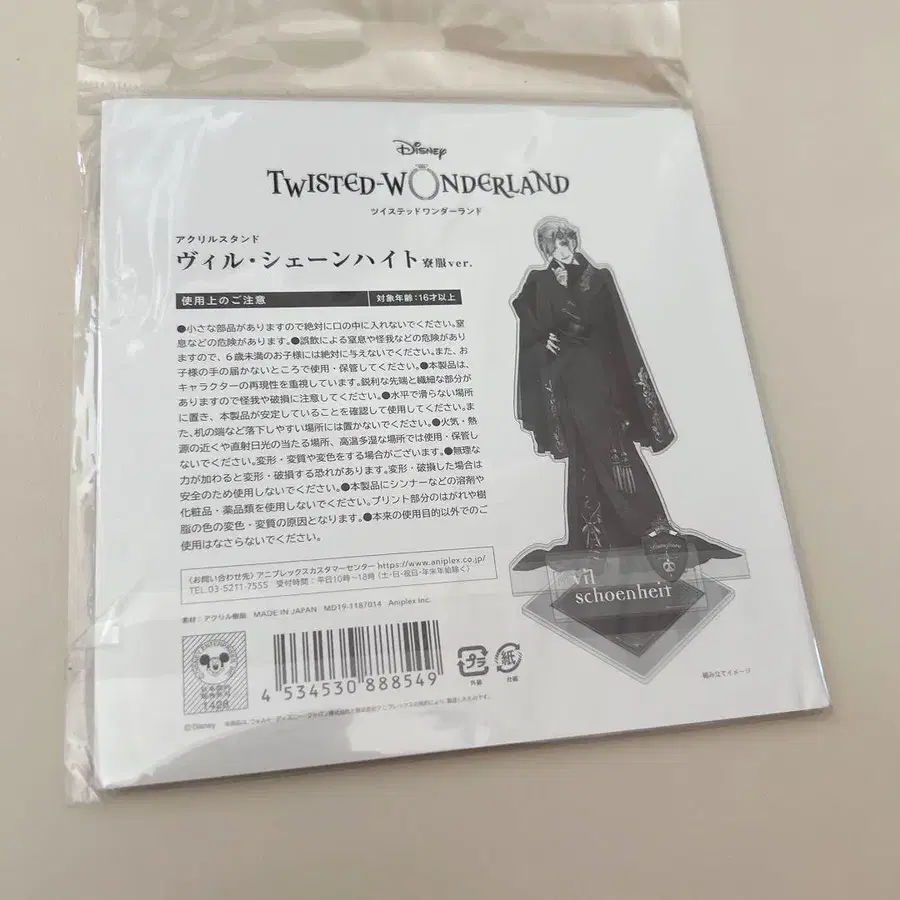 Disney
TWISTED-WONDERLAND
ツイステッドワンダーランド
アクリルスタンド
ヴィル・シェーンハイト 寮服ver.
使用上のご注意 対象年齢:16才以上
●小さな部品がありますので絶対に口の中に入れないでください。窒
息などの危険があります。●誤飲による窒息や怪我などの危険があり
ますので、6歳未満のお子様には絶対に与えないでください。また、お
子様の手の届かないところで使用・保管してください。●本製品は、
キャラクターの再現性を重視しています。鋭利な先端と繊細な部分が
ありますので怪我や破損に注意してください。●水平で滑らない場所
に置き、本製品が安定していることを確認して使用してください。ま
た、机の端など落下しやすい場所には置かないでください。●火気・熱
源の近くや直射日光の当たる場所、高温多湿な場所では使用・保管し
ないでください。変形・変質や変色をする場合がございます。●無理な
力が加わると変形・破損する恐れがあります。変形・破損した場合は
安全のため使用しないでください。●本製品にシンナーなどの溶剤や
化粧品・薬品類を使用しないでください。プリント部分のはがれや樹
脂の色の変色・変質の原因となります。●本来の使用目的以外でのご
使用はなさらないでください。
〈お問い合わせ先〉アニプレックスカスタマーセンター https://www.aniplex.co.jp/
TEL.03-5211-7555 受付時間:平日10時~18時(土・日・祝日・年末年始除く)
素材:アクリル樹脂 MADE IN JAPAN MD19-1187014 Aniplex Inc.
1428
4 534530 888549
プラ
外装
紙
台紙
©Disney
vil
schoenheit
組み立てイメージ